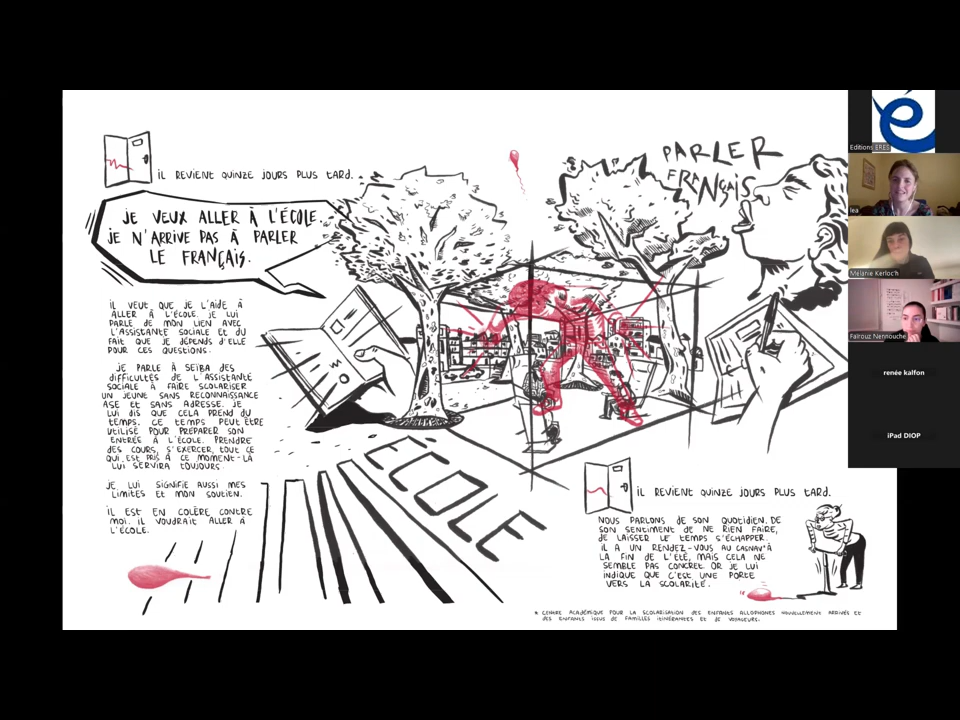 IL REVIENT QUINZE JOURS PLUS TARD.
JE VEUX ALLER À L'ÉCOLE.
JE N'ARRIVE PAS À PARLER
LE FRANÇAIS.
IL VEUT QUE JE L'AIDE À
ALLER À L'ÉCOLE. JE LUI
PARLE DE MON LIEN AVEC
L'ASSISTANTE SOCIALE ET DU
FAIT QUE JE DÉPENDS D'ELLE
POUR CES QUESTIONS.
JE PARLE À SEÏBA DES
DIFFICULTÉS DE L'ASSISTANTE
SOCIALE À FAIRE SCOLARISER
UN JEUNE SANS RECONNAISSANCE
ASE ET SANS ADRESSE. JE
LUI DIS QUE CELA PREND DU
TEMPS. CE TEMPS PEUT ÊTRE
UTILISÉ POUR PRÉPARER SON
ENTRÉE À L'ÉCOLE. PRENDRE
DES COURS, S'EXERCER, TOUT CE
QUI EST PRIS À CE MOMENT-LÀ
LUI SERVIRA TOUJOURS.
JE LUI SIGNIFIE AUSSI MES
LIMITES ET MON SOUTIEN.
IL EST EN COLÈRE CONTRE
MOI. IL VOUDRAIT ALLER À
L'ÉCOLE.
PARLER
FRANÇAIS
ÉCOLE
IL REVIENT QUINZE JOURS PLUS TARD.
NOUS PARLONS DE SON QUOTIDIEN, DE
SON SENTIMENT DE NE RIEN FAIRE,
DE LAISSER LE TEMPS S'ÉCHAPPER.
IL A UN RENDEZ-VOUS AU CASNAV* À
LA FIN DE L'ÉTÉ, MAIS CELA NE
SEMBLE PAS CONCRET. OR JE LUI
INDIQUE QUE C'EST UNE PORTE
VERS LA SCOLARITÉ.
* CENTRE ACADÉMIQUE POUR LA SCOLARISATION DES ENFANTS ALLOPHONES NOUVELLEMENT ARRIVÉS ET
DES ENFANTS ISSUS DE FAMILLES ITINÉRANTES ET DE VOYAGEURS.
é
Editions ERES
lea
Mélanie Kerloc'h
Fairouz Nennouche
renée kalfon
iPad DIOP